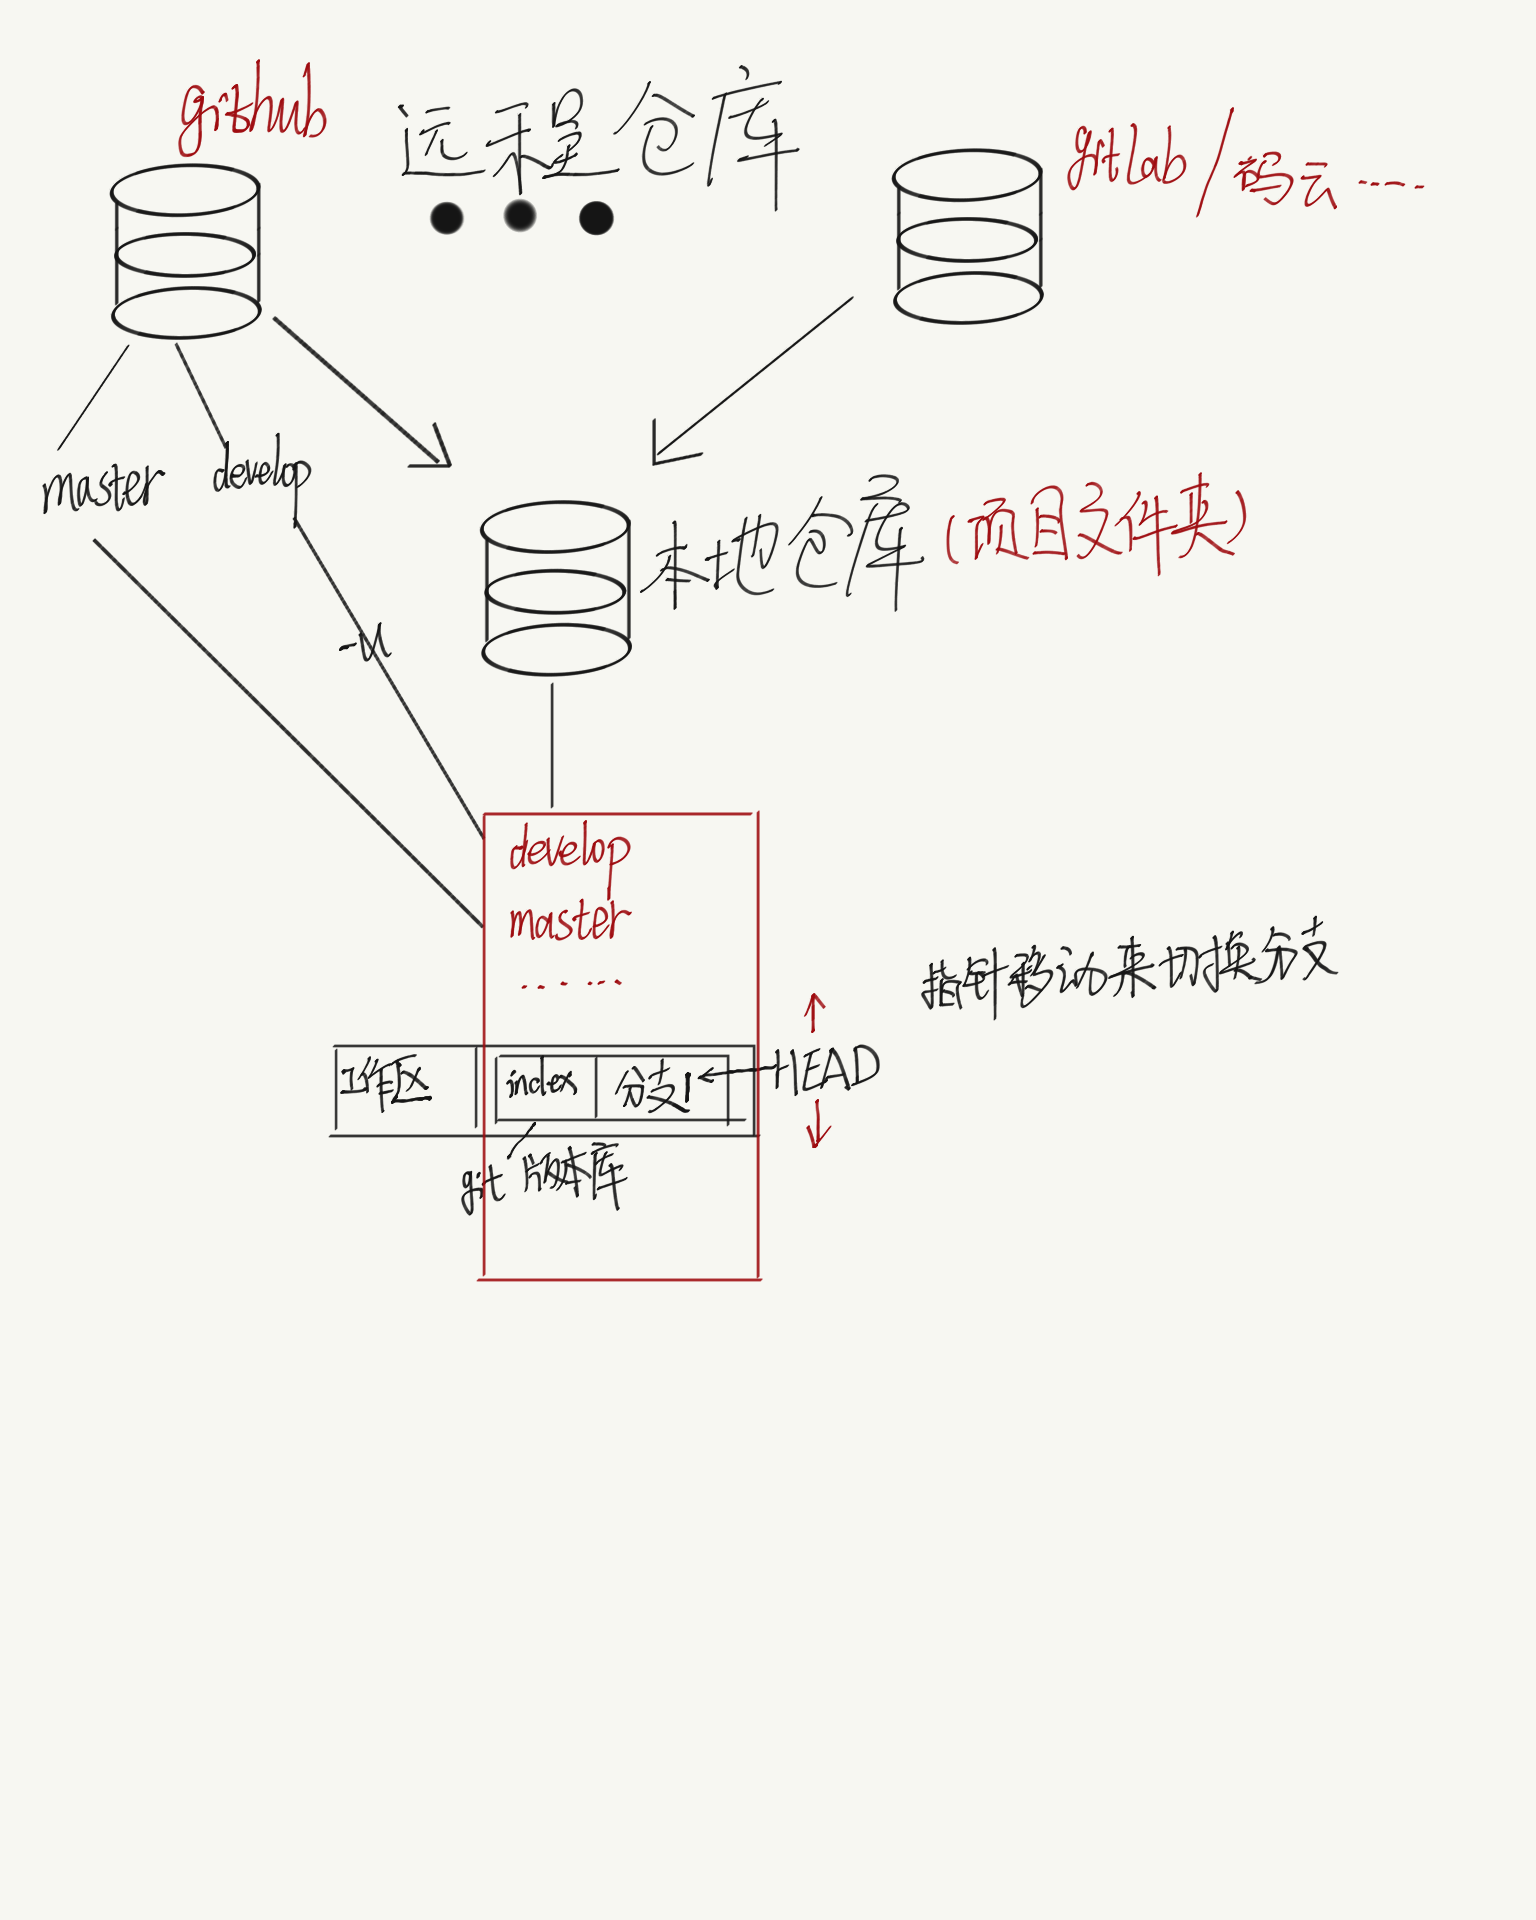 github
远程仓库
gitlab/码云.....
master
develop
本地仓库
(项目文件夹)
-u
develop
master
......
指针移动来切换分支
工作区
index
分支1
HEAD
git 版本库